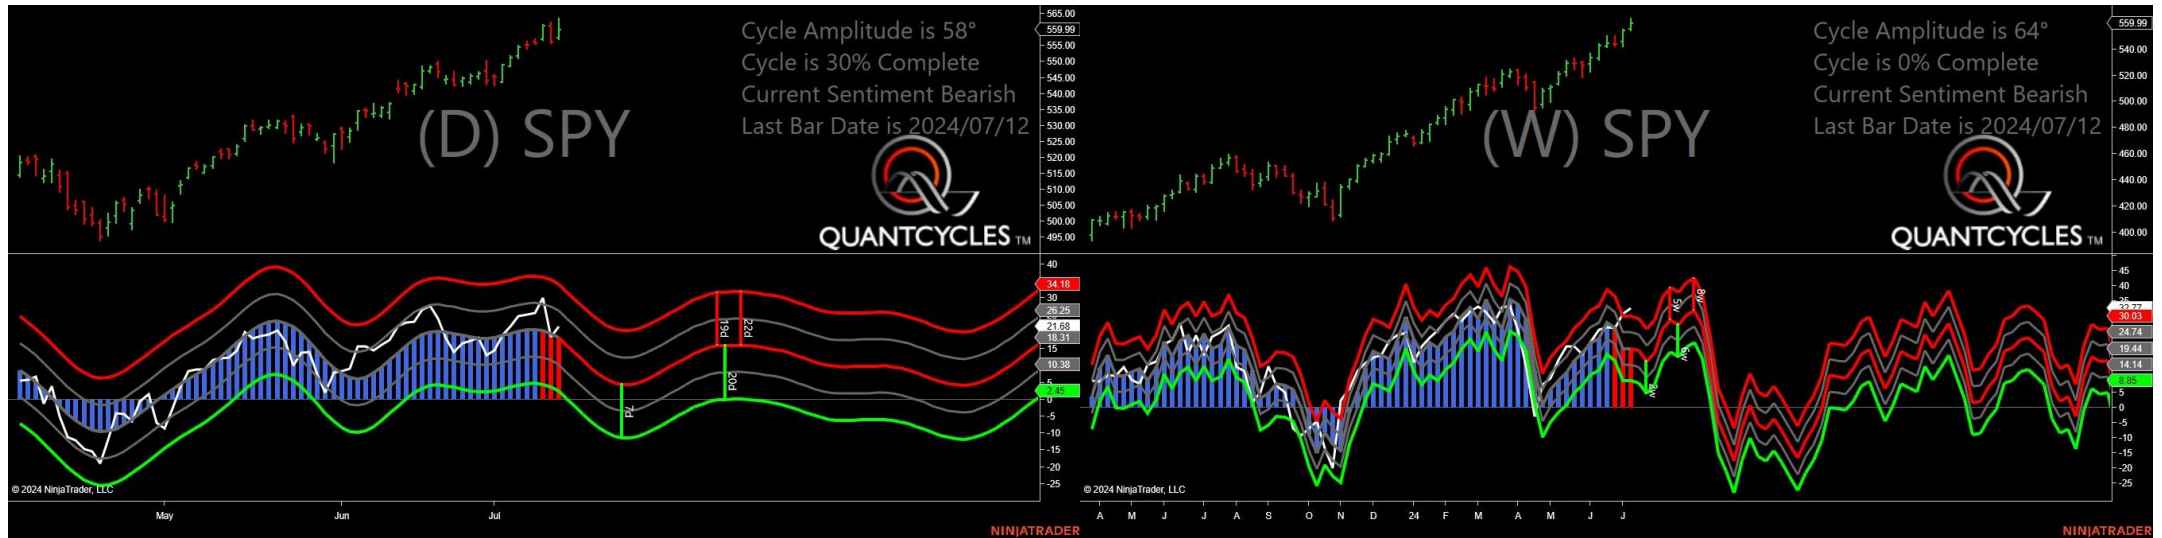 Cycle Amplitude is 58°
Cycle is 30% Complete
Current Sentiment Bearish
Last Bar Date is 2024/07/12
(D) SPY
QUANTCYCLES TM
565.00
559.99
555.00
550.00
545.00
540.00
535.00
530.00
525.00
520.00
515.00
510.00
505.00
500.00
495.00
40
34.18
30
26.25
21.68
18.31
15
10.38
5
2.45
0
-5
-10
-15
-20
-25
7d
19d
22d
20d
© 2024 NinjaTrader, LLC
May Jun Jul
NINJATRADER
Cycle Amplitude is 64°
Cycle is 0% Complete
Current Sentiment Bearish
Last Bar Date is 2024/07/12
(W) SPY
QUANTCYCLES TM
559.99
540.00
520.00
500.00
480.00
460.00
440.00
420.00
400.00
45
40
35
32.77
30.03
24.74
19.44
14.14
8.85
5
0
-5
-10
-15
-20
-25
2w
5w
6w
8w
© 2024 NinjaTrader, LLC
A M J J A S O N D 24 F M A M J J
NINJATRADER